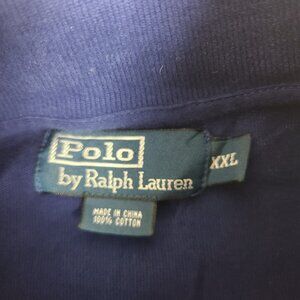 Polo
by Ralph Lauren
XXL
MADE IN CHINA
100% COTTON